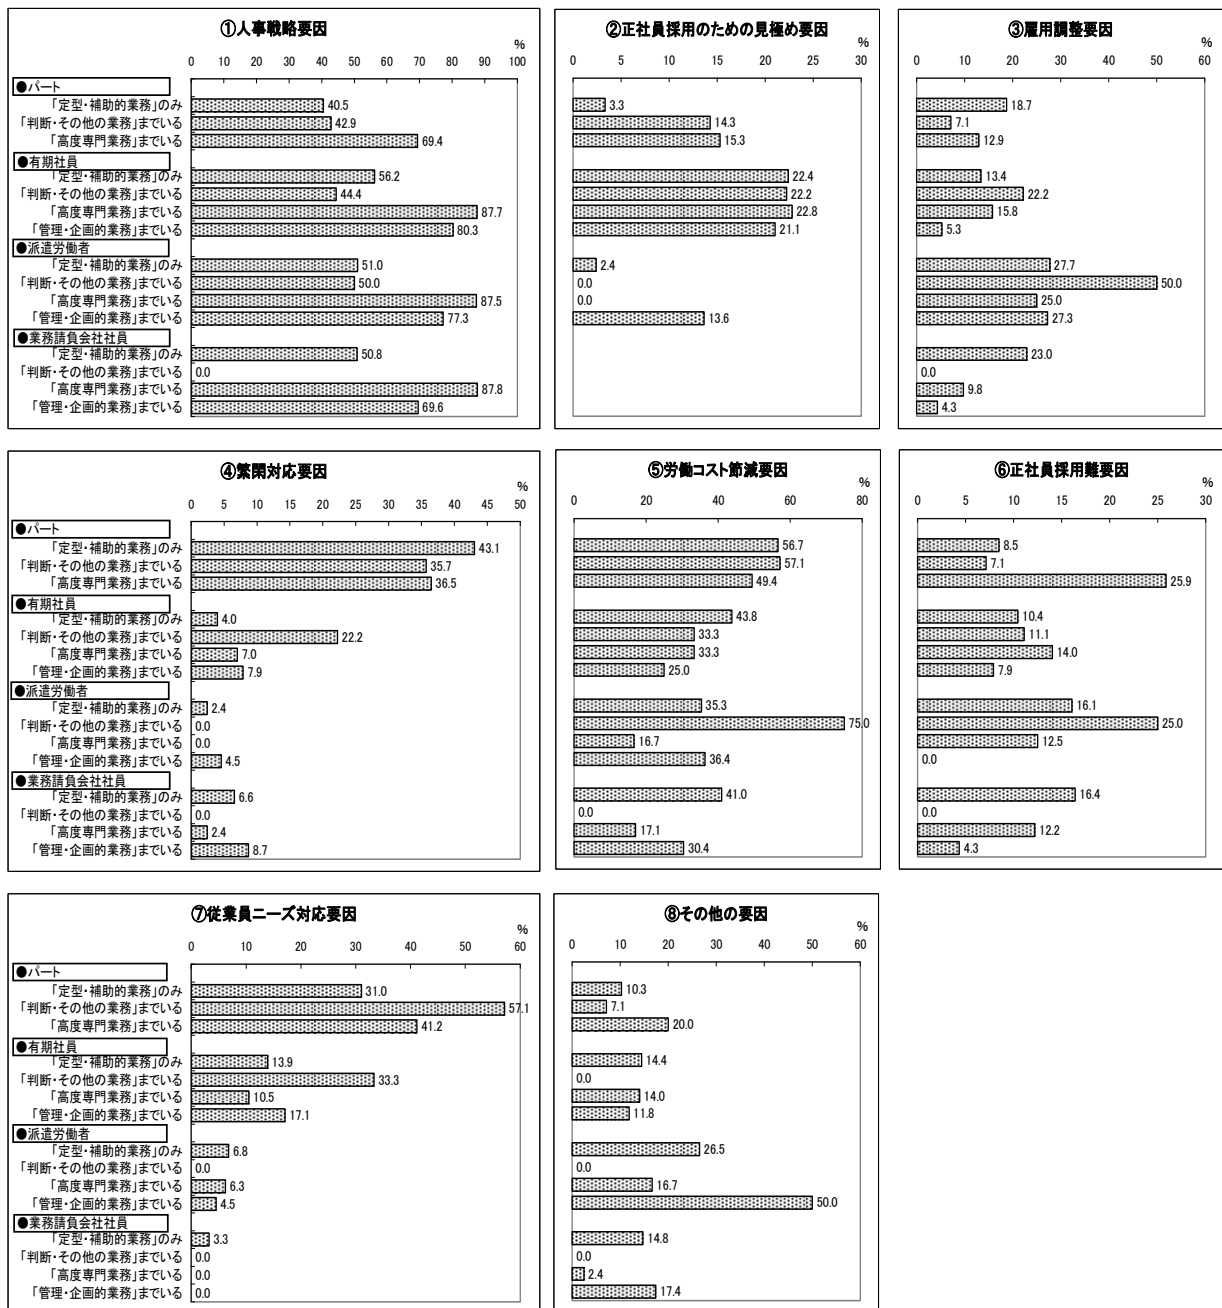 ①人事戦略要因
%
0 10 20 30 40 50 60 70 80 90 100
●パート
「定型・補助的業務」のみ 40.5
「判断・その他の業務」までいる 42.9
「高度専門業務」までいる 69.4
●有期社員
「定型・補助的業務」のみ 56.2
「判断・その他の業務」までいる 44.4
「高度専門業務」までいる 87.7
「管理・企画的業務」までいる 80.3
●派遣労働者
「定型・補助的業務」のみ 51.0
「判断・その他の業務」までいる 50.0
「高度専門業務」までいる 87.5
「管理・企画的業務」までいる 77.3
●業務請負会社社員
「定型・補助的業務」のみ 50.8
「判断・その他の業務」までいる 0.0
「高度専門業務」までいる 87.8
「管理・企画的業務」までいる 69.6
②正社員採用のための見極め要因
%
0 5 10 15 20 25 30
3.3
14.3
15.3
22.4
22.2
22.8
21.1
2.4
0.0
0.0
13.6
③雇用調整要因
%
0 10 20 30 40 50 60
18.7
7.1
12.9
13.4
22.2
15.8
5.3
27.7
50.0
25.0
27.3
23.0
0.0
9.8
4.3
④繁閑対応要因
%
0 5 10 15 20 25 30 35 40 45 50
●パート
「定型・補助的業務」のみ 43.1
「判断・その他の業務」までいる 35.7
「高度専門業務」までいる 36.5
●有期社員
「定型・補助的業務」のみ 4.0
「判断・その他の業務」までいる 22.2
「高度専門業務」までいる 7.0
「管理・企画的業務」までいる 7.9
●派遣労働者
「定型・補助的業務」のみ 2.4
「判断・その他の業務」までいる 0.0
「高度専門業務」までいる 0.0
「管理・企画的業務」までいる 4.5
●業務請負会社社員
「定型・補助的業務」のみ 6.6
「判断・その他の業務」までいる 0.0
「高度専門業務」までいる 2.4
「管理・企画的業務」までいる 8.7
⑤労働コスト節減要因
%
0 20 40 60 80
56.7
57.1
49.4
43.8
33.3
33.3
25.0
35.3
75.0
16.7
36.4
41.0
0.0
17.1
30.4
⑥正社員採用難要因
%
0 5 10 15 20 25 30
8.5
7.1
25.9
10.4
11.1
14.0
7.9
16.1
25.0
12.5
0.0
16.4
0.0
12.2
4.3
⑦従業員ニーズ対応要因
%
0 10 20 30 40 50 60
●パート
「定型・補助的業務」のみ 31.0
「判断・その他の業務」までいる 57.1
「高度専門業務」までいる 41.2
●有期社員
「定型・補助的業務」のみ 13.9
「判断・その他の業務」までいる 33.3
「高度専門業務」までいる 10.5
「管理・企画的業務」までいる 17.1
●派遣労働者
「定型・補助的業務」のみ 6.8
「判断・その他の業務」までいる 0.0
「高度専門業務」までいる 6.3
「管理・企画的業務」までいる 4.5
●業務請負会社社員
「定型・補助的業務」のみ 3.3
「判断・その他の業務」までいる 0.0
「高度専門業務」までいる 0.0
「管理・企画的業務」までいる 0.0
⑧その他の要因
%
0 10 20 30 40 50 60
10.3
7.1
20.0
14.4
0.0
14.0
11.8
26.5
0.0
16.7
50.0
14.8
0.0
2.4
17.4